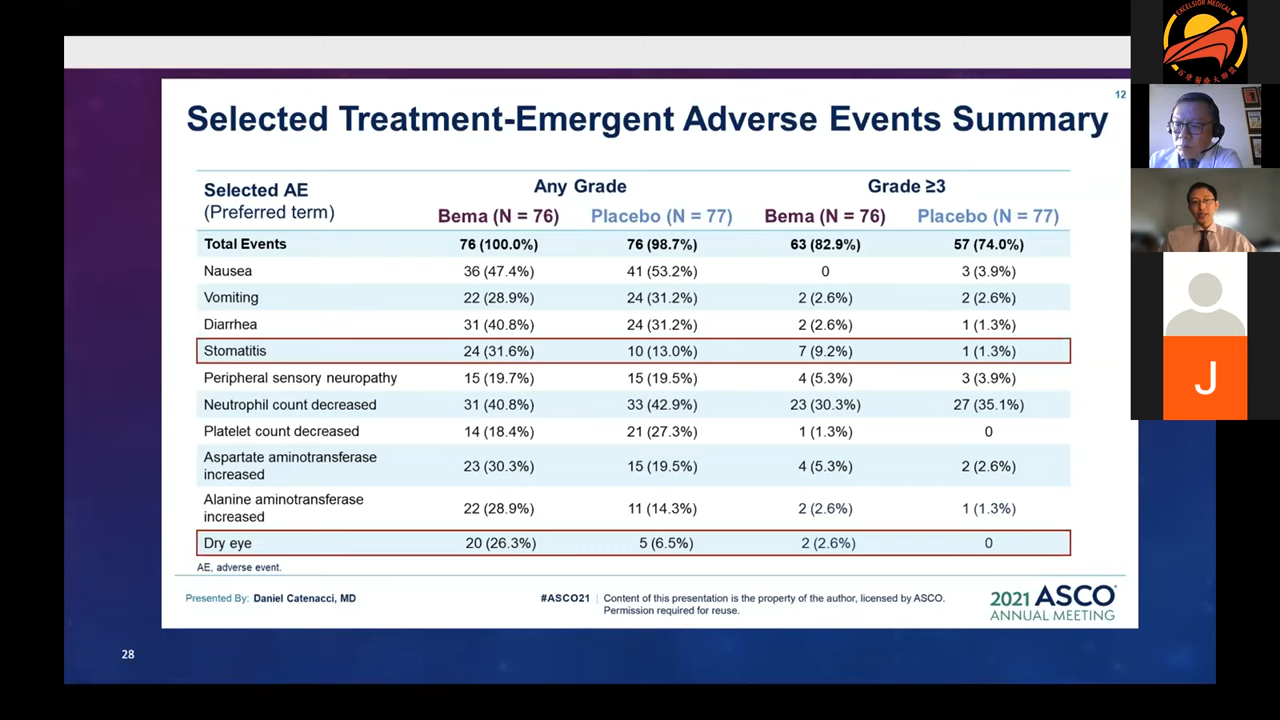 EXCELSIOR MEDICAL
12
Selected Treatment-Emergent Adverse Events Summary
Selected AE (Preferred term) Any Grade Grade ≥3
Bema (N = 76) Placebo (N = 77) Bema (N = 76) Placebo (N = 77)
Total Events 76 (100.0%) 76 (98.7%) 63 (82.9%) 57 (74.0%)
Nausea 36 (47.4%) 41 (53.2%) 0 3 (3.9%)
Vomiting 22 (28.9%) 24 (31.2%) 2 (2.6%) 2 (2.6%)
Diarrhea 31 (40.8%) 24 (31.2%) 2 (2.6%) 1 (1.3%)
Stomatitis 24 (31.6%) 10 (13.0%) 7 (9.2%) 1 (1.3%)
Peripheral sensory neuropathy 15 (19.7%) 15 (19.5%) 4 (5.3%) 3 (3.9%)
Neutrophil count decreased 31 (40.8%) 33 (42.9%) 23 (30.3%) 27 (35.1%)
Platelet count decreased 14 (18.4%) 21 (27.3%) 1 (1.3%) 0
Aspartate aminotransferase
increased 23 (30.3%) 15 (19.5%) 4 (5.3%) 2 (2.6%)
Alanine aminotransferase
increased 22 (28.9%) 11 (14.3%) 2 (2.6%) 1 (1.3%)
Dry eye 20 (26.3%) 5 (6.5%) 2 (2.6%) 0
AE, adverse event.
Presented By: Daniel Catenacci, MD
#ASCO21 | Content of this presentation is the property of the author, licensed by ASCO.
Permission required for reuse.
2021 ASCO
ANNUAL MEETING
28
J